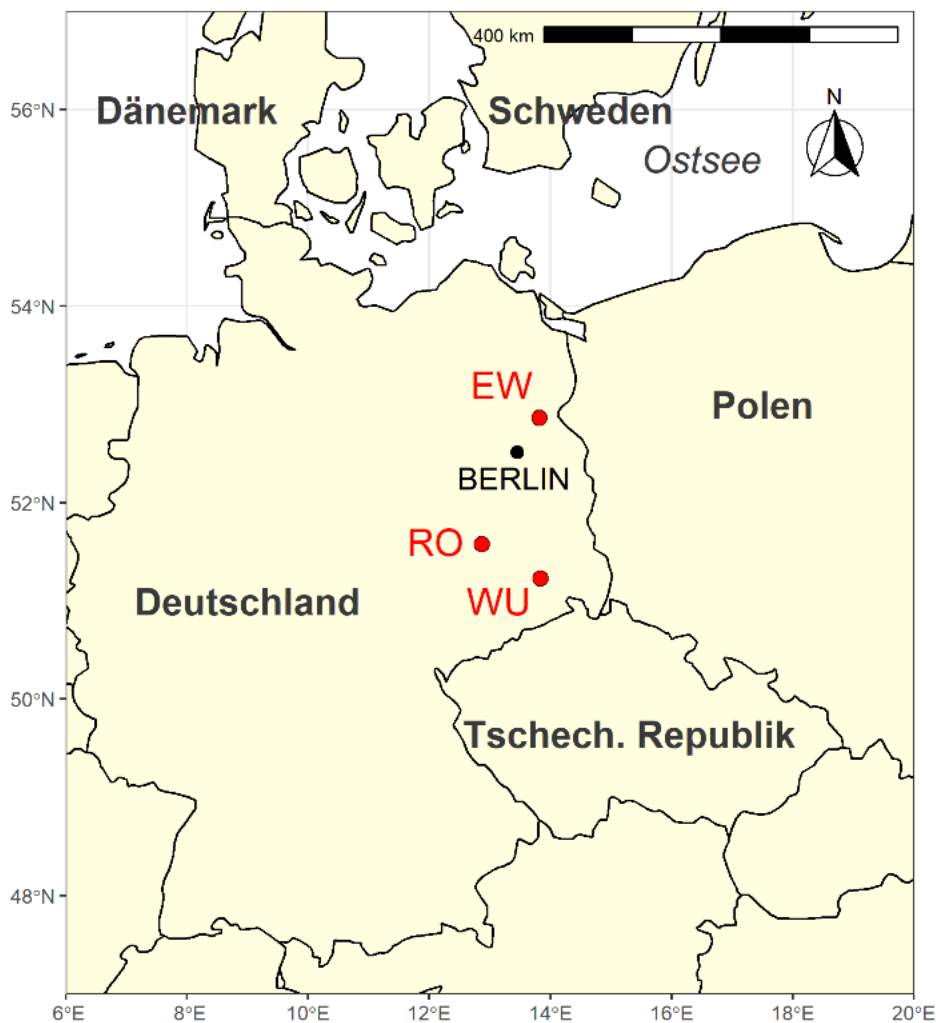 400 km
56°N
Dänemark
Schweden
N
Ostsee
54°N
EW
Polen
BERLIN
52°N
RO
WU
Deutschland
50°N
Tschech. Republik
48°N
6°E
8°E
10°E
12°E
14°E
16°E
18°E
20°E